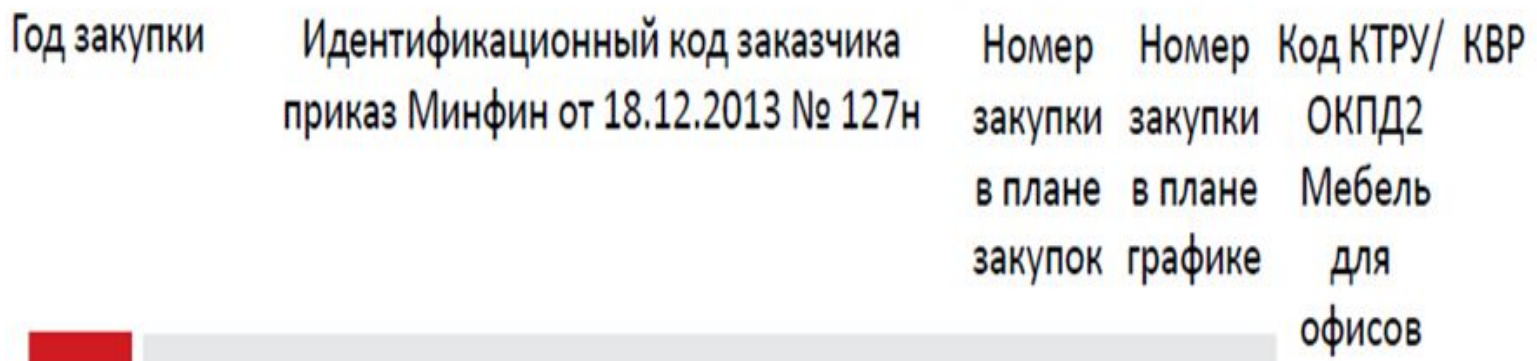 Год закупки
Идентификационный код заказчика
приказ Минфин от 18.12.2013 № 127н
Номер
закупки
в плане
закупок
Номер
закупки
в плане
графике
Код КТРУ/
ОКПД2
Мебель
для
офисов
КВР